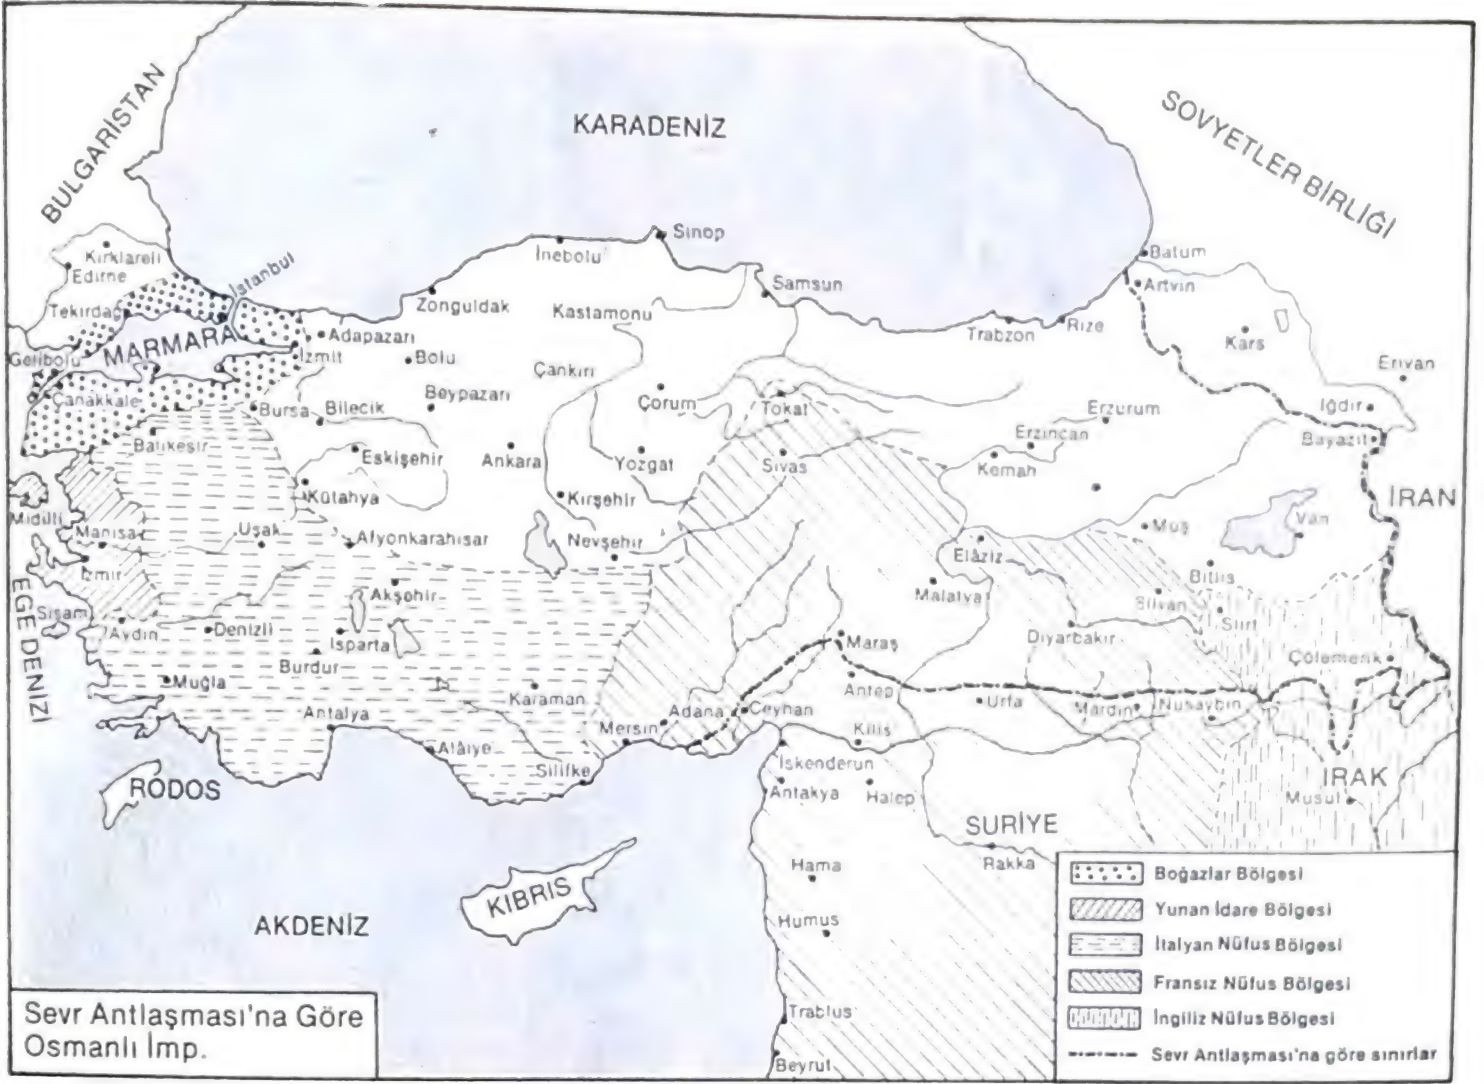 BULGARİSTAN
KARADENİZ
SOVYETLER BİRLİĞİ
Kırklareli
Edirne
İstanbul
Tekirdağ
MARMARA
Gelibolu
Çanakkale
Adapazarı
İzmit
Bolu
Zonguldak
İnebolu
Sinop
Kastamonu
Samsun
Trabzon
Rize
Batum
Artvin
Kars
Erivan
Iğdır
Bayazıt
Çankırı
Çorum
Tokat
Erzurum
Erzincan
Kemah
Beypazarı
Bursa
Bilecik
Balıkesir
Eskişehir
Ankara
Yozgat
Sivas
Kütahya
Kırşehir
İRAN
Midilli
Manisa
Uşak
Afyonkarahisar
Nevşehir
Elâziz
Muş
Van
İzmir
EGE DENİZİ
Akşehir
Malatya
Bitlis
Silvan
Siirt
Sisam
Aydın
Denizli
Isparta
Burdur
Diyarbakır
Maraş
Çölemerik
Muğla
Karaman
Antep
Urfa
Mardin
Nusaybin
Antalya
Mersin
Adana
Ceyhan
Kilis
Alâiye
Silifke
İskenderun
Antakya
Halep
RODOS
IRAK
Musul
SURİYE
Rakka
KIBRIS
Hama
Humus
AKDENİZ
Trablus
Beyrut
Sevr Antlaşması'na Göre
Osmanlı İmp.
Boğazlar Bölgesi
Yunan İdare Bölgesi
İtalyan Nüfus Bölgesi
Fransız Nüfus Bölgesi
İngiliz Nüfus Bölgesi
Sevr Antlaşması'na göre sınırlar